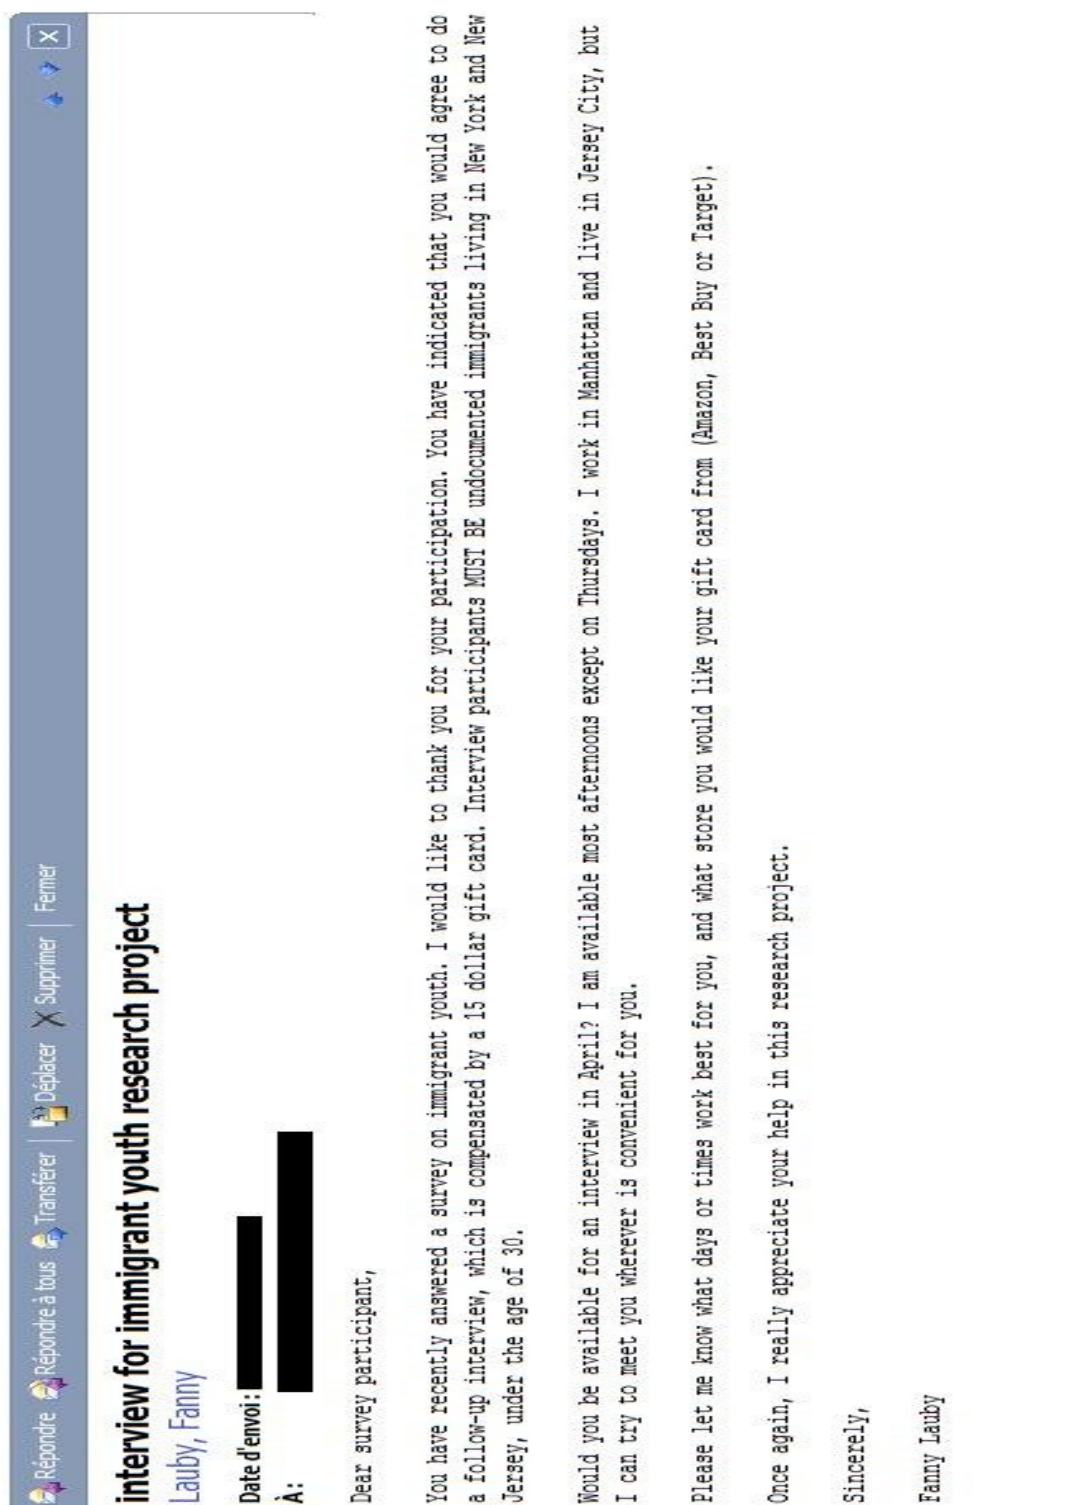 Répondre Répondre à tous Transférer Déplacer Supprimer Fermer X
interview for immigrant youth research project
Lauby, Fanny
Date d'envoi:
À:
Dear survey participant,
You have recently answered a survey on immigrant youth. I would like to thank you for your participation. You have indicated that you would agree to do
a follow-up interview, which is compensated by a 15 dollar gift card. Interview participants MUST BE undocumented immigrants living in New York and New
Jersey, under the age of 30.
Would you be available for an interview in April? I am available most afternoons except on Thursdays. I work in Manhattan and live in Jersey City, but
I can try to meet you wherever is convenient for you.
Please let me know what days or times work best for you, and what store you would like your gift card from (Amazon, Best Buy or Target).
Once again, I really appreciate your help in this research project.
Sincerely,
Fanny Lauby